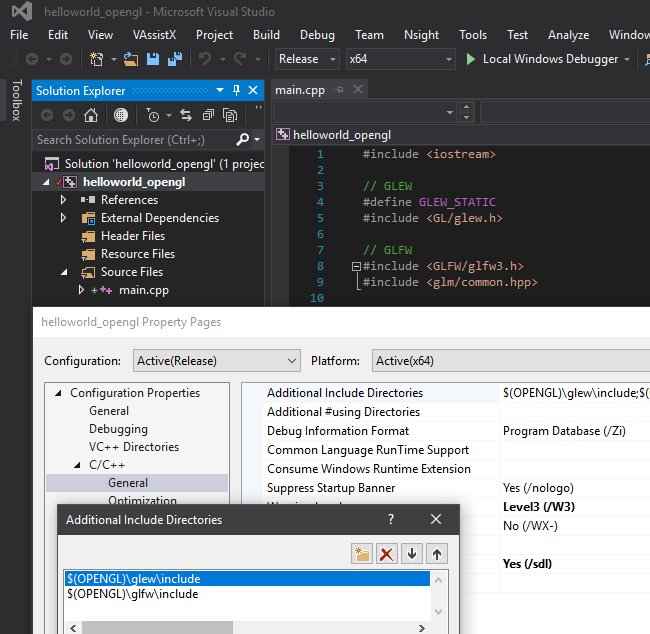 helloworld_opengl - Microsoft Visual Studio
File Edit View VAssistX Project Build Debug Team Nsight Tools Test Analyze Window
Release x64 Local Windows Debugger
Toolbox
Solution Explorer
Search Solution Explorer (Ctrl+;)
Solution 'helloworld_opengl' (1 projec
helloworld_opengl
References
External Dependencies
Header Files
Resource Files
Source Files
main.cpp
main.cpp
helloworld_opengl
1 #include <iostream>
2
3 // GLEW
4 #define GLEW_STATIC
5 #include <GL/glew.h>
6
7 // GLFW
8 #include <GLFW/glfw3.h>
9 #include <glm/common.hpp>
10
helloworld_opengl Property Pages
Configuration: Active(Release) Platform: Active(x64)
Configuration Properties
General
Debugging
VC++ Directories
C/C++
General
Optimization
Additional Include Directories $(OPENGL)\glew\include;$(
Additional #using Directories
Debug Information Format Program Database (/Zi)
Common Language RunTime Support
Consume Windows Runtime Extension
Suppress Startup Banner Yes (/nologo)
Level3 (/W3)
No (/WX-)
Yes (/sdl)
Additional Include Directories
$(OPENGL)\glew\include
$(OPENGL)\glfw\include